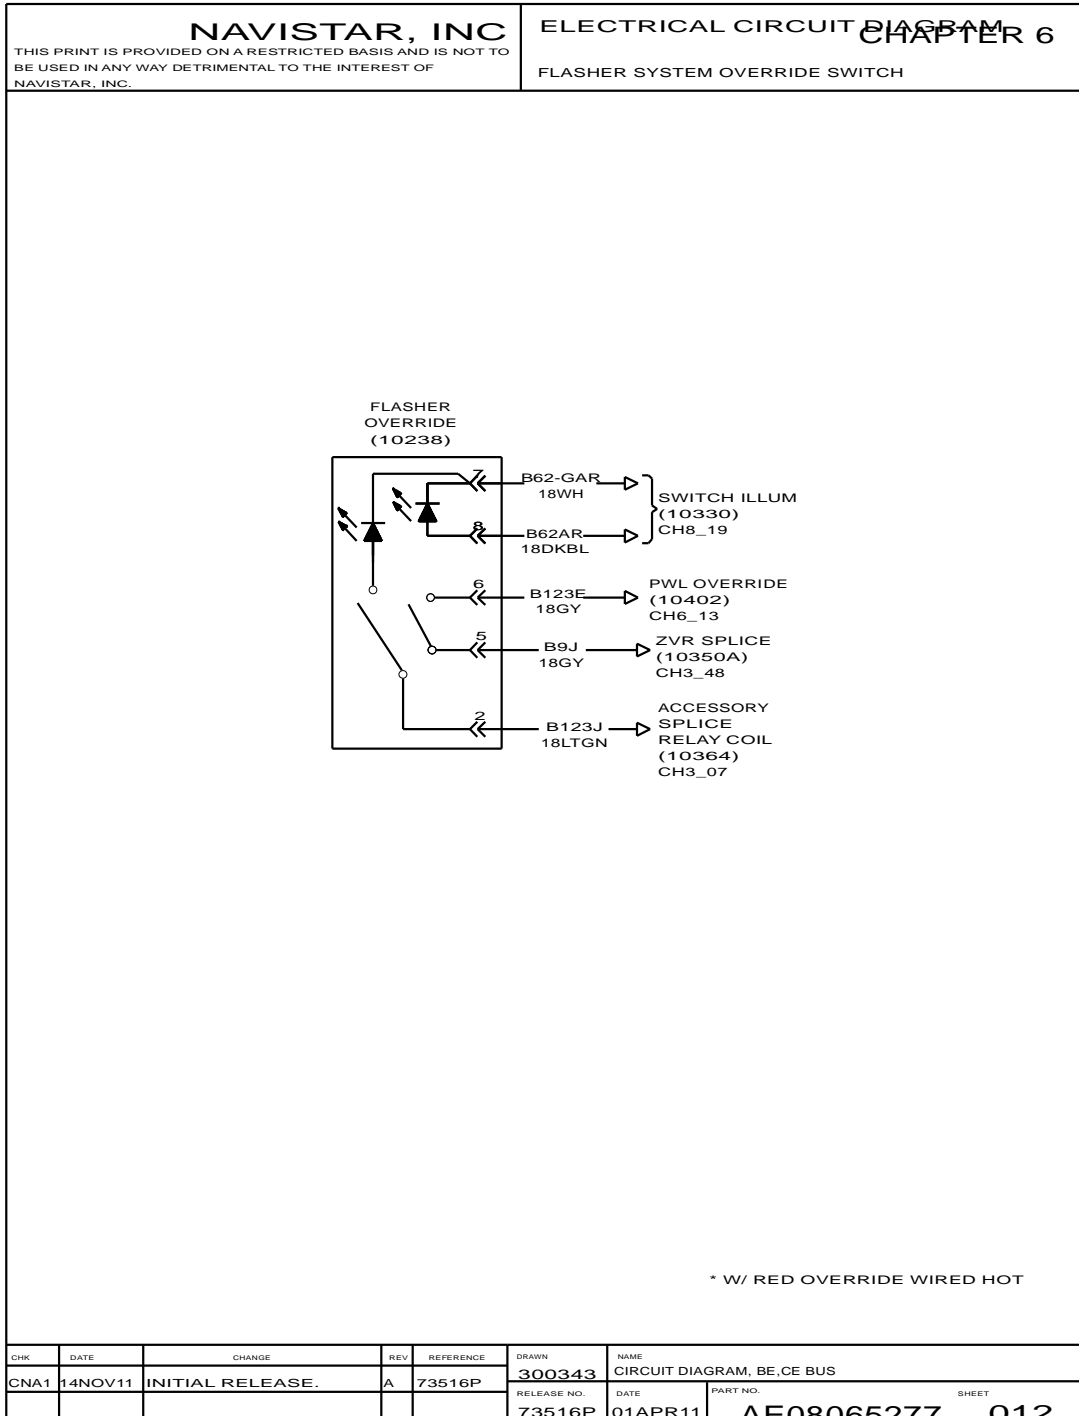 NAVISTAR, INC
THIS PRINT IS PROVIDED ON A RESTRICTED BASIS AND IS NOT TO
BE USED IN ANY WAY DETRIMENTAL TO THE INTEREST OF
NAVISTAR, INC.
ELECTRICAL CIRCUIT DIAGRAM
CHAPTER 6
FLASHER SYSTEM OVERRIDE SWITCH
FLASHER
OVERRIDE
(10238)
7
B62-GAR
18WH
8
B62AR
18DKBL
SWITCH ILLUM
(10330)
CH8_19
6
B123E
18GY
PWL OVERRIDE
(10402)
CH6_13
5
B9J
18GY
ZVR SPLICE
(10350A)
CH3_48
2
B123J
18LTGN
ACCESSORY
SPLICE
RELAY COIL
(10364)
CH3_07
* W/ RED OVERRIDE WIRED HOT
CHK DATE CHANGE REV REFERENCE
CNA1 14NOV11 INITIAL RELEASE. A 73516P
DRAWN
300343
NAME
CIRCUIT DIAGRAM, BE,CE BUS
RELEASE NO.
73516P
DATE
01APR11
PART NO.
AE08065277
SHEET
012